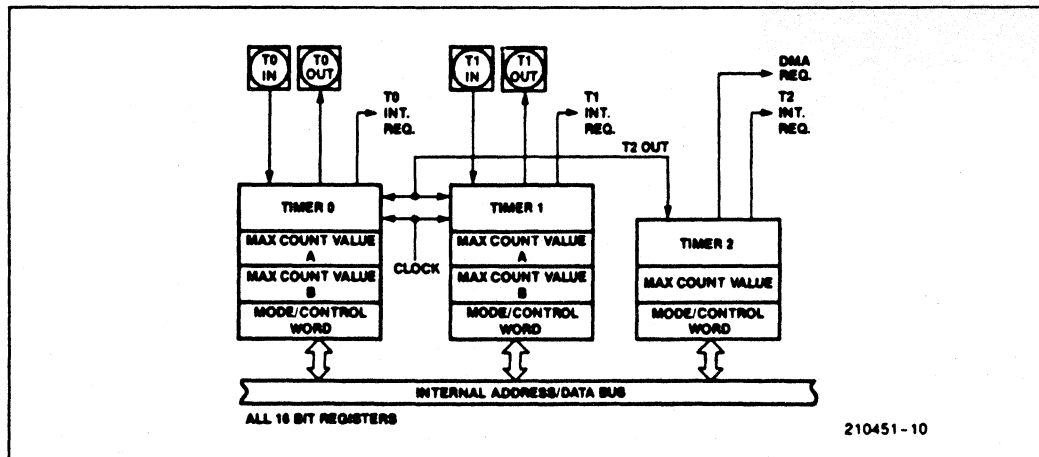 T0
IN
T0
OUT
T1
IN
T1
OUT
DMA
REQ.
T0
INT.
REQ.
T1
INT.
REQ.
T2
INT.
REQ.
T2 OUT
TIMER 0
TIMER 1
TIMER 2
MAX COUNT VALUE
A
MAX COUNT VALUE
B
MODE/CONTROL
WORD
CLOCK
MAX COUNT VALUE
A
MAX COUNT VALUE
B
MODE/CONTROL
WORD
MAX COUNT VALUE
MODE/CONTROL
WORD
INTERNAL ADDRESS/DATA BUS
ALL 16 BIT REGISTERS
210451-10